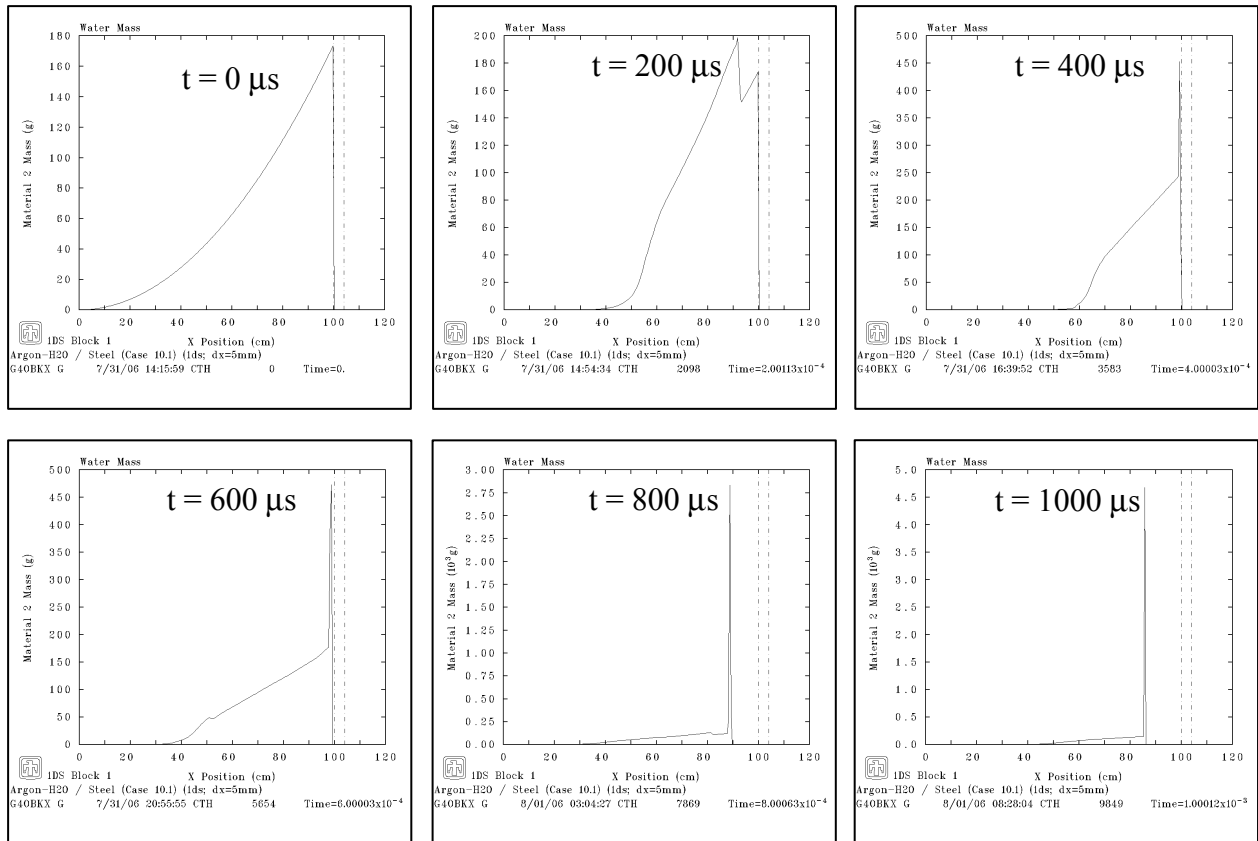 Water Mass
t = 0 μs
Material 2 Mass (g)
180
160
140
120
100
80
60
40
20
0
0 20 40 60 80 100 120
1DS Block 1 X Position (cm)
Argon-H2O / Steel (Case 10.1) (1ds; dx=5mm)
G40BKX G 7/31/06 14:15:59 CTH 0 Time=0.
Water Mass
t = 200 μs
Material 2 Mass (g)
200
180
160
140
120
100
80
60
40
20
0
0 20 40 60 80 100 120
1DS Block 1 X Position (cm)
Argon-H2O / Steel (Case 10.1) (1ds; dx=5mm)
G40BKX G 7/31/06 14:54:34 CTH 2098 Time=2.00113x10⁻⁴
Water Mass
t = 400 μs
Material 2 Mass (g)
500
450
400
350
300
250
200
150
100
50
0
0 20 40 60 80 100 120
1DS Block 1 X Position (cm)
Argon-H2O / Steel (Case 10.1) (1ds; dx=5mm)
G40BKX G 7/31/06 16:39:52 CTH 3583 Time=4.00003x10⁻⁴
Water Mass
t = 600 μs
Material 2 Mass (g)
500
450
400
350
300
250
200
150
100
50
0
0 20 40 60 80 100 120
1DS Block 1 X Position (cm)
Argon-H2O / Steel (Case 10.1) (1ds; dx=5mm)
G40BKX G 7/31/06 20:55:55 CTH 5654 Time=6.00003x10⁻⁴
Water Mass
t = 800 μs
Material 2 Mass (10³g)
3.00
2.75
2.50
2.25
2.00
1.75
1.50
1.25
1.00
0.75
0.50
0.25
0.00
0 20 40 60 80 100 120
1DS Block 1 X Position (cm)
Argon-H2O / Steel (Case 10.1) (1ds; dx=5mm)
G40BKX G 8/01/06 03:04:27 CTH 7869 Time=8.00063x10⁻⁴
Water Mass
t = 1000 μs
Material 2 Mass (10³g)
5.0
4.5
4.0
3.5
3.0
2.5
2.0
1.5
1.0
0.5
0.0
0 20 40 60 80 100 120
1DS Block 1 X Position (cm)
Argon-H2O / Steel (Case 10.1) (1ds; dx=5mm)
G40BKX G 8/01/06 08:28:04 CTH 9849 Time=1.00012x10⁻³